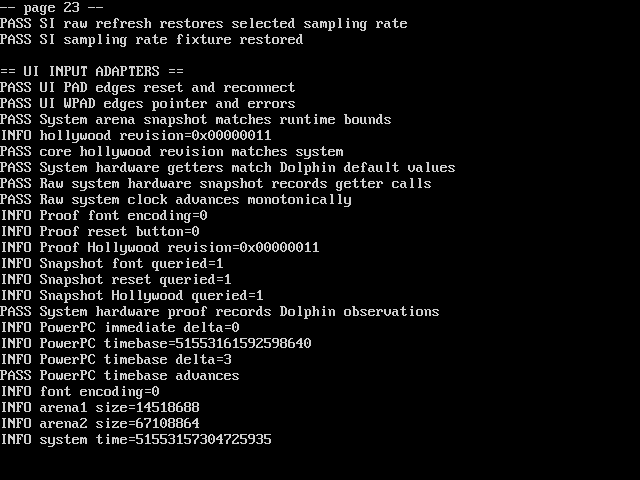 -- page 23 --
PASS SI raw refresh restores selected sampling rate
PASS SI sampling rate fixture restored
== UI INPUT ADAPTERS ==
PASS UI PAD edges reset and reconnect
PASS UI WPAD edges pointer and errors
PASS System arena snapshot matches runtime bounds
INFO hollywood revision=0x00000011
PASS core hollywood revision matches system
PASS System hardware getters match Dolphin default values
PASS Raw system hardware snapshot records getter calls
PASS Raw system clock advances monotonically
INFO Proof font encoding=0
INFO Proof reset button=0
INFO Proof Hollywood revision=0x00000011
INFO Snapshot font queried=1
INFO Snapshot reset queried=1
INFO Snapshot Hollywood queried=1
PASS System hardware proof records Dolphin observations
INFO PowerPC immediate delta=0
INFO PowerPC timebase=51553161592598640
INFO PowerPC timebase delta=3
PASS PowerPC timebase advances
INFO font encoding=0
INFO arena1 size=14518688
INFO arena2 size=67108864
INFO system time=51553157304725935